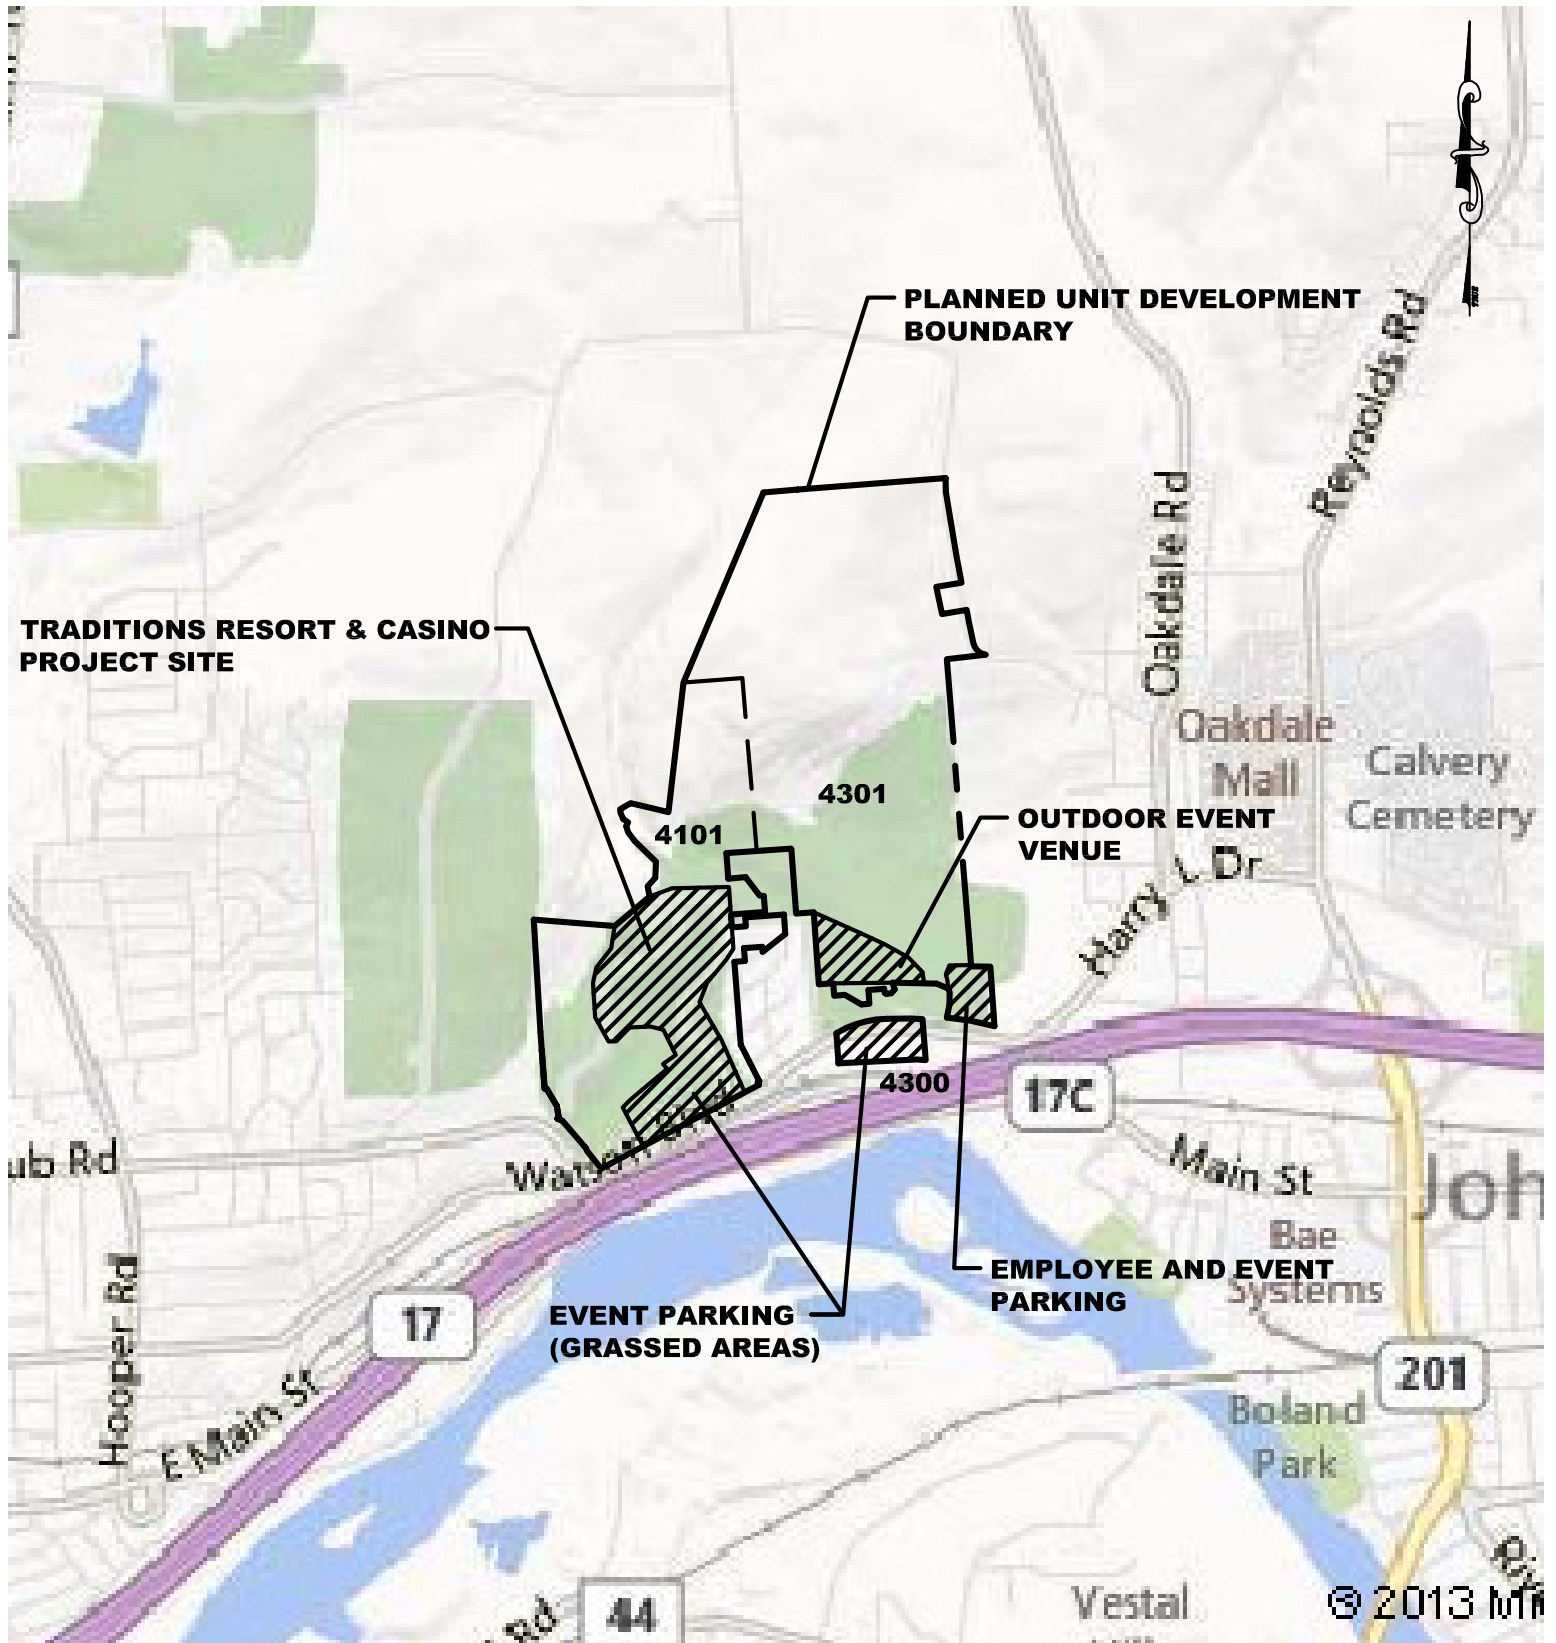 PLANNED UNIT DEVELOPMENT
BOUNDARY
Reynolds Rd
Oakdale Rd
TRADITIONS RESORT & CASINO
PROJECT SITE
Oakdale
Mall
Calvery
Cemetery
4301
4101
OUTDOOR EVENT
VENUE
Harry L Dr
4300
17C
ub Rd
Main St
Joh
Bae
Systems
EMPLOYEE AND EVENT
PARKING
EVENT PARKING
(GRASSED AREAS)
17
Hooper Rd
E Main St
201
Boland
Park
Rd
44
Vestal
© 2013 Mi